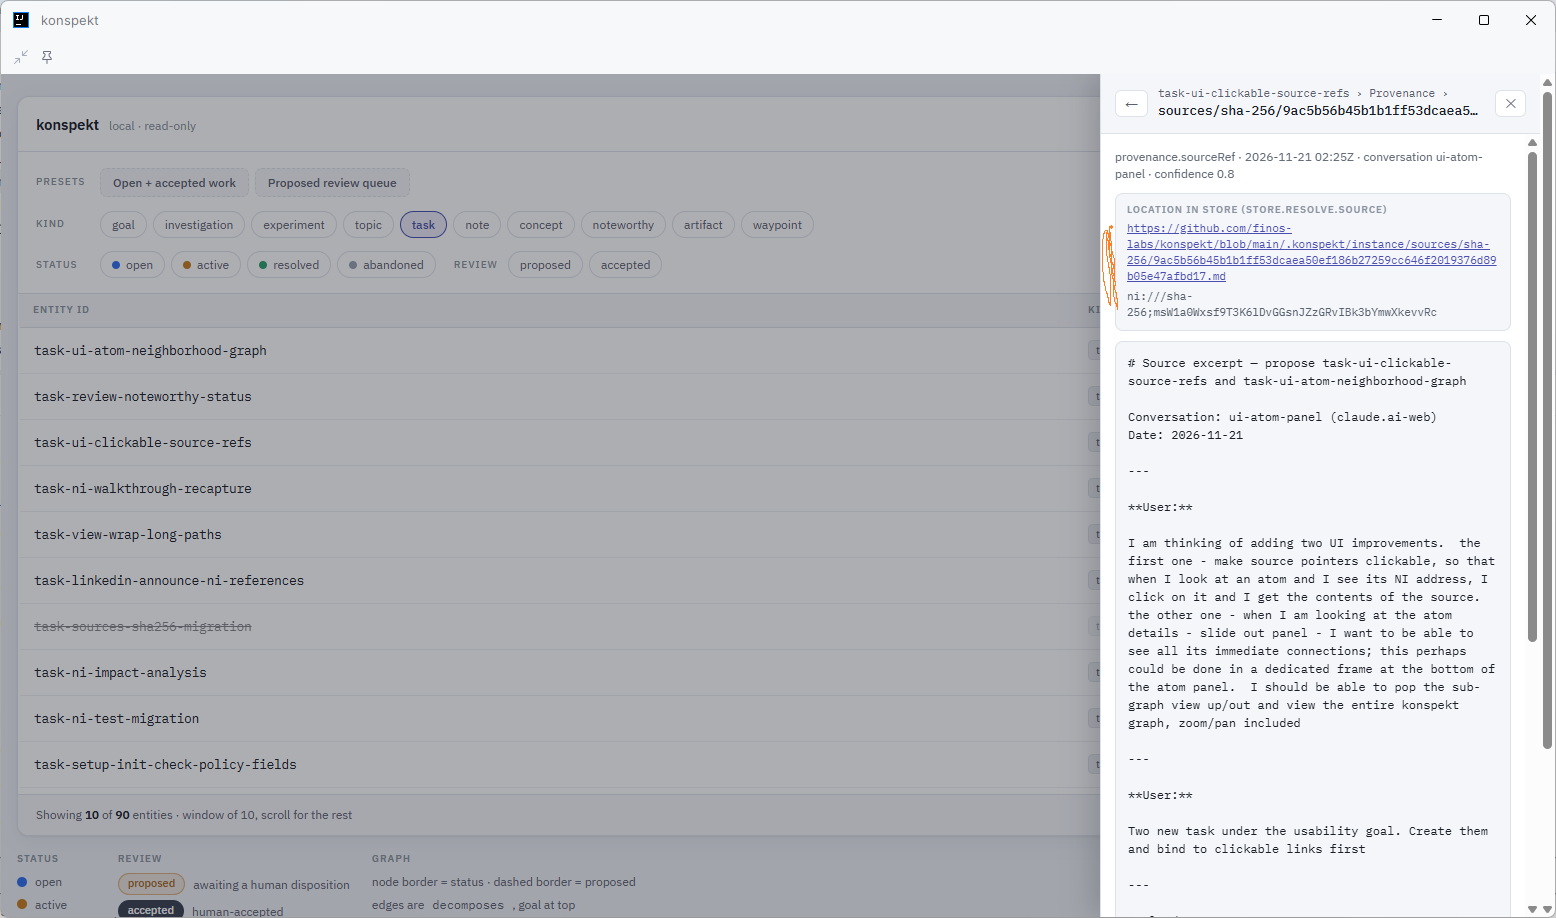 konspekt
konspekt local · read-only
PRESETS Open + accepted work Proposed review queue
KIND goal investigation experiment topic task note concept noteworthy artifact waypoint
STATUS open active resolved abandoned REVIEW proposed accepted
ENTITY ID KI
task-ui-atom-neighborhood-graph t
task-review-noteworthy-status t
task-ui-clickable-source-refs t
task-ni-walkthrough-recapture t
task-view-wrap-long-paths t
task-linkedin-announce-ni-references t
task-sources-sha256-migration t
task-ni-impact-analysis t
task-ni-test-migration t
task-setup-init-check-policy-fields t
Showing 10 of 90 entities · window of 10, scroll for the rest
STATUS REVIEW GRAPH
open proposed awaiting a human disposition node border = status · dashed border = proposed
active accepted human-accepted edges are decomposes , goal at top
← task-ui-clickable-source-refs › Provenance ›
sources/sha-256/9ac5b56b45b1b1ff53dcaea5…
provenance.sourceRef · 2026-11-21 02:25Z · conversation ui-atom-
panel · confidence 0.8
LOCATION IN STORE (STORE.RESOLVE.SOURCE)
https://github.com/finos-
labs/konspekt/blob/main/.konspekt/instance/sources/sha-
256/9ac5b56b45b1b1ff53dcaea50ef186b27259cc646f2019376d89
b05e47afbd17.md
ni:///sha-
256;msW1a0Wxsf9T3K6lDvGGsnJZzGRvIBk3bYmwXkevvRc
# Source excerpt — propose task-ui-clickable-
source-refs and task-ui-atom-neighborhood-graph
Conversation: ui-atom-panel (claude.ai-web)
Date: 2026-11-21
---
**User:**
I am thinking of adding two UI improvements.  the
first one - make source pointers clickable, so that
when I look at an atom and I see its NI address, I
click on it and I get the contents of the source.
the other one - when I am looking at the atom
details - slide out panel - I want to be able to
see all its immediate connections; this perhaps
could be done in a dedicated frame at the bottom of
the atom panel.  I should be able to pop the sub-
graph view up/out and view the entire konspekt
graph, zoom/pan included
---
**User:**
Two new task under the usability goal. Create them
and bind to clickable links first
---